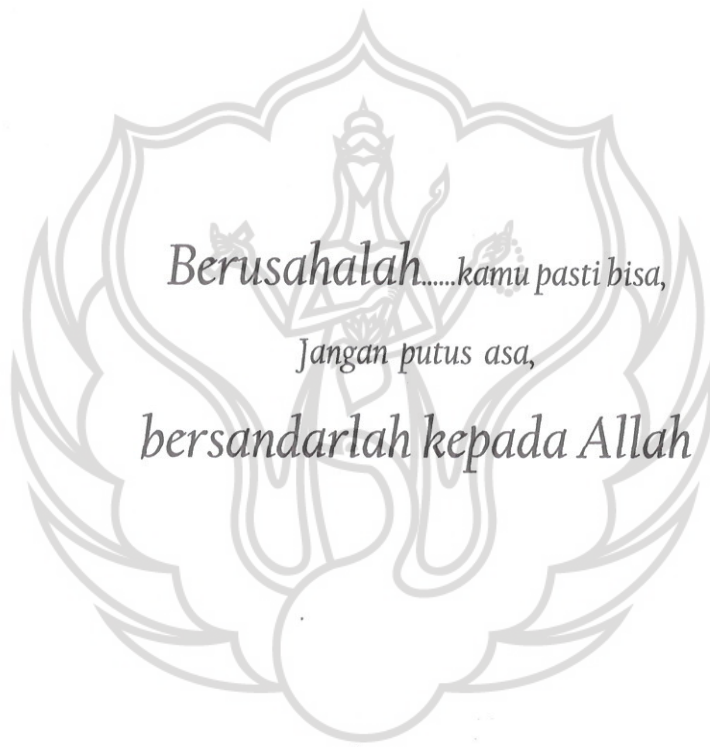 Berusahalah......kamu pasti bisa,
Jangan putus asa,
bersandarlah kepada Allah